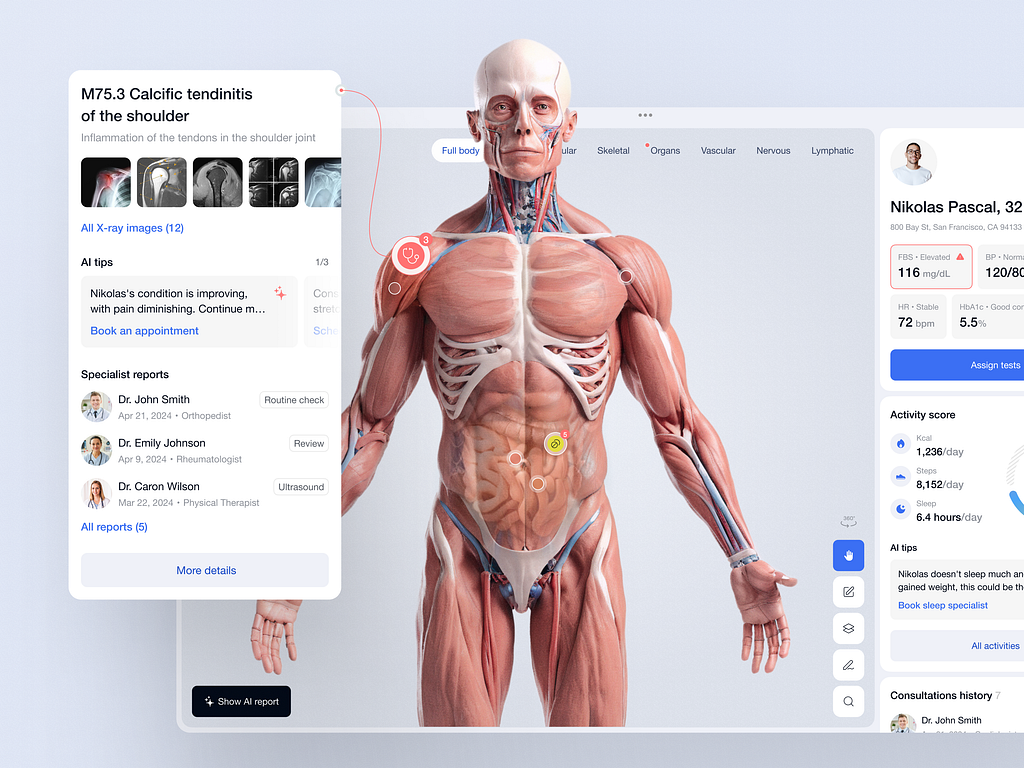 M75.3 Calcific tendinitis
of the shoulder
Inflammation of the tendons in the shoulder joint
All X-ray images (12)
AI tips
1/3
Nikolas's condition is improving,
with pain diminishing. Continue m...
Book an appointment
Cons
stretc
Sche
Specialist reports
Dr. John Smith
Apr 21, 2024 • Orthopedist
Routine check
Dr. Emily Johnson
Apr 9, 2024 • Rheumatologist
Review
Dr. Caron Wilson
Mar 22, 2024 • Physical Therapist
Ultrasound
All reports (5)
More details
Full body
ular
Skeletal
Organs
Vascular
Nervous
Lymphatic
3
5
360°
Show AI report
Nikolas Pascal, 32
800 Bay St, San Francisco, CA 94133
FBS • Elevated
116 mg/dL
BP • Norma
120/80
HR • Stable
72 bpm
HbA1c • Good con
5.5%
Assign tests
Activity score
Kcal
1,236/day
Steps
8,152/day
Sleep
6.4 hours/day
AI tips
Nikolas doesn't sleep much an
gained weight, this could be the
Book sleep specialist
All activities
Consultations history 7
Dr. John Smith